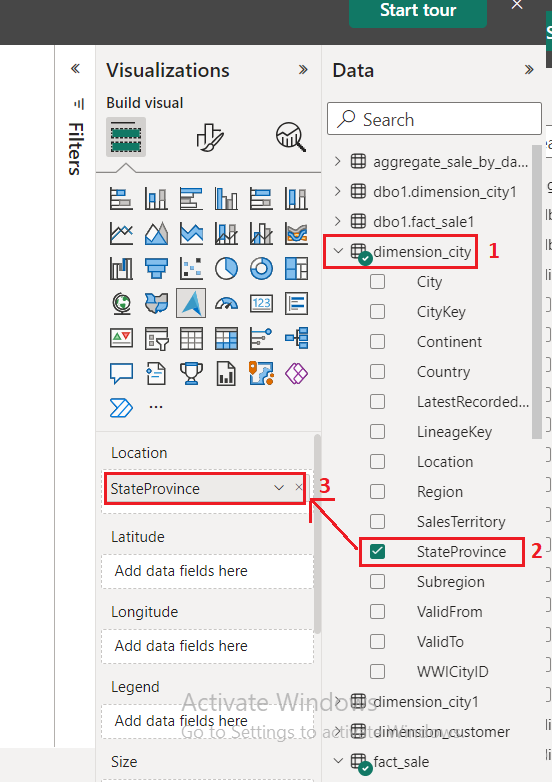 Start tour
Visualizations
Data
Build visual
Filters
Search
aggregate_sale_by_da...
dbo1.dimension_city1
dbo1.fact_sale1
dimension_city
1
City
CityKey
Continent
Country
LatestRecorded...
LineageKey
Location
Region
SalesTerritory
StateProvince
2
Subregion
ValidFrom
ValidTo
WWICityID
dimension_city1
dimension_customer
fact_sale
123
Location
StateProvince
3
Latitude
Add data fields here
Longitude
Add data fields here
Legend
Add data fields here
Size
Activate Windows
Go to Settings to activate Windows.